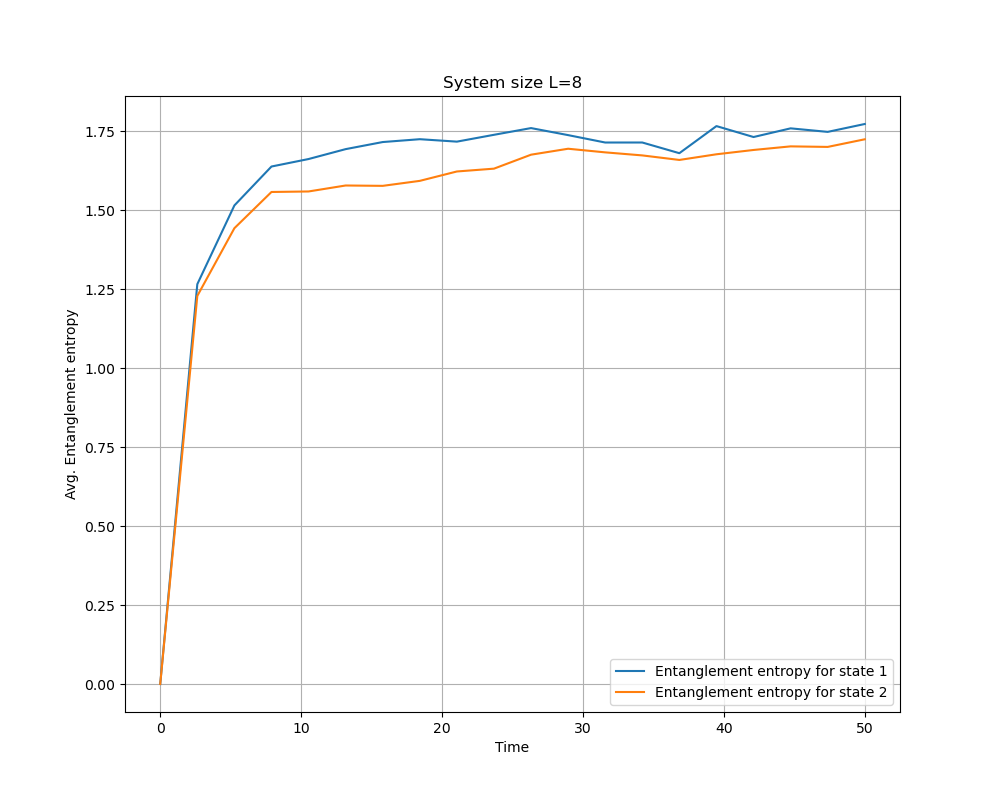 System size L=8
Avg. Entanglement entropy
1.75
1.50
1.25
1.00
0.75
0.50
0.25
0.00
Entanglement entropy for state 1
Entanglement entropy for state 2
0 10 20 30 40 50
Time